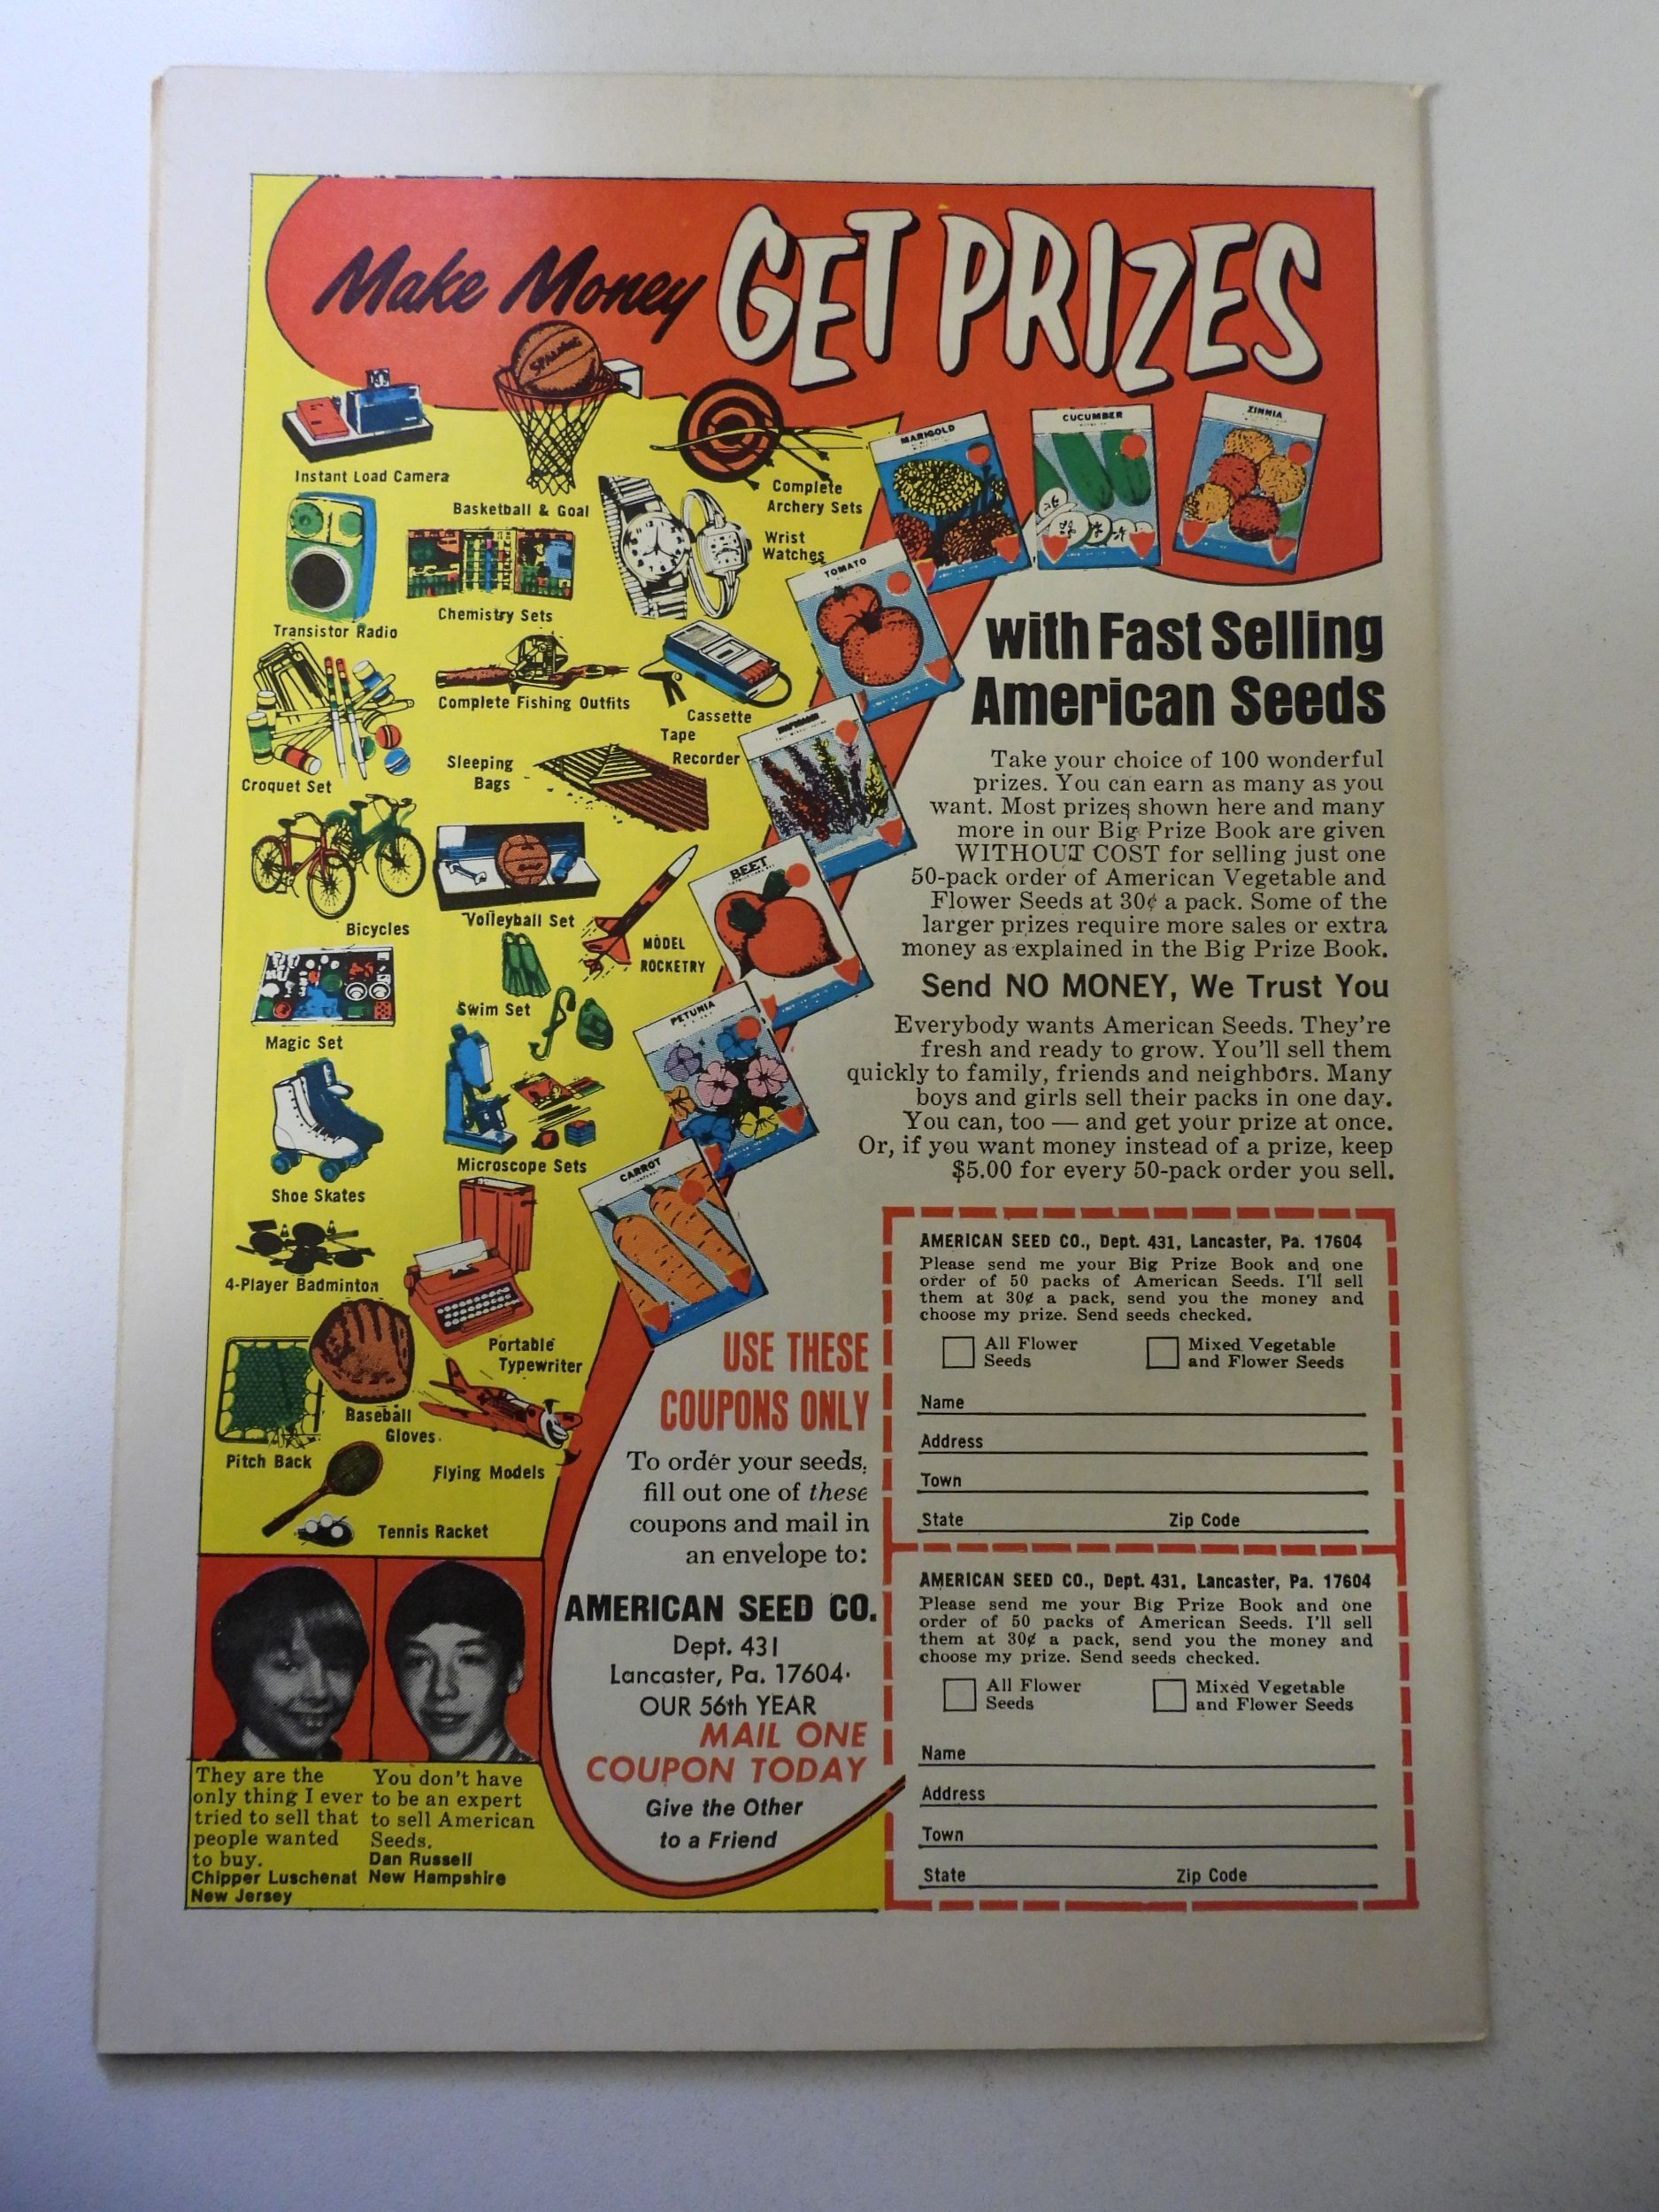 Make Money GET PRIZES
SPALDING
Instant Load Camera
Basketball & Goal
Complete
Archery Sets
Wrist
Watches
Transistor Radio
Chemistry Sets
Complete Fishing Outfits
Cassette
Tape
Recorder
Croquet Set
Sleeping
Bags
Bicycles
Volleyball Set
MODEL
ROCKETRY
Magic Set
Swim Set
Shoe Skates
Microscope Sets
4-Player Badminton
Portable
Typewriter
Baseball
Gloves
Pitch Back
Flying Models
Tennis Racket
MARIGOLD
CUCUMBER
ZINNIA
TOMATO
BEET
PETUNIA
CARROT
with Fast Selling
American Seeds
Take your choice of 100 wonderful
prizes. You can earn as many as you
want. Most prizes shown here and many
more in our Big Prize Book are given
WITHOUT COST for selling just one
50-pack order of American Vegetable and
Flower Seeds at 30¢ a pack. Some of the
larger prizes require more sales or extra
money as explained in the Big Prize Book.
Send NO MONEY, We Trust You
Everybody wants American Seeds. They're
fresh and ready to grow. You'll sell them
quickly to family, friends and neighbors. Many
boys and girls sell their packs in one day.
You can, too — and get your prize at once.
Or, if you want money instead of a prize, keep
$5.00 for every 50-pack order you sell.
USE THESE
COUPONS ONLY
To order your seeds,
fill out one of these
coupons and mail in
an envelope to:
AMERICAN SEED CO.
Dept. 431
Lancaster, Pa. 17604
OUR 56th YEAR
MAIL ONE
COUPON TODAY
Give the Other
to a Friend
AMERICAN SEED CO., Dept. 431, Lancaster, Pa. 17604
Please send me your Big Prize Book and one
order of 50 packs of American Seeds. I'll sell
them at 30¢ a pack, send you the money and
choose my prize. Send seeds checked.
All Flower
Seeds
Mixed Vegetable
and Flower Seeds
Name
Address
Town
State Zip Code
AMERICAN SEED CO., Dept. 431, Lancaster, Pa. 17604
Please send me your Big Prize Book and one
order of 50 packs of American Seeds. I'll sell
them at 30¢ a pack, send you the money and
choose my prize. Send seeds checked.
All Flower
Seeds
Mixed Vegetable
and Flower Seeds
Name
Address
Town
State Zip Code
They are the
only thing I ever
tried to sell that
people wanted
to buy.
Chipper Luschenat
New Jersey
You don't have
to be an expert
to sell American
Seeds.
Dan Russell
New Hampshire